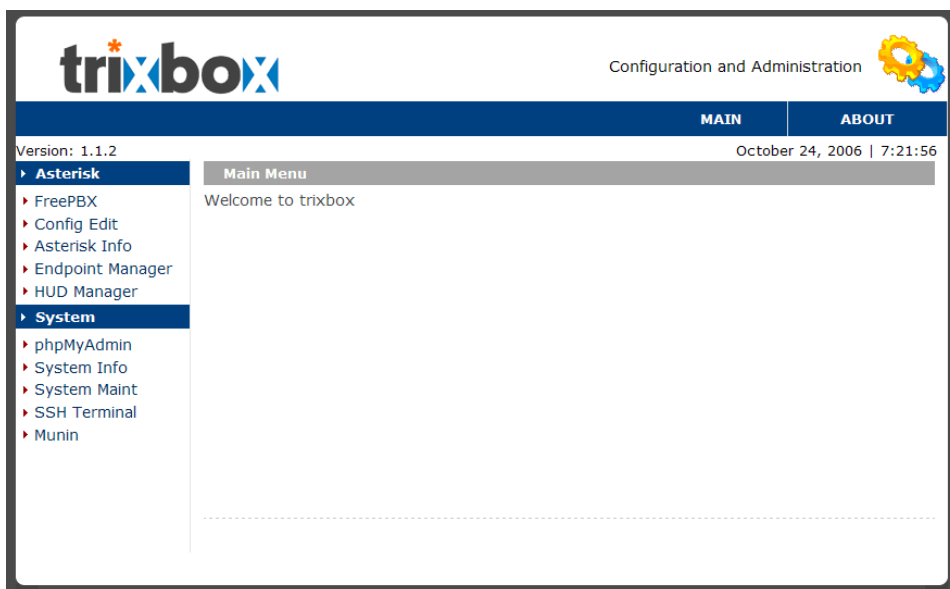 trixbox
Configuration and Administration
MAIN ABOUT
Version: 1.1.2 October 24, 2006 | 7:21:56
Asterisk
Main Menu
FreePBX
Welcome to trixbox
Config Edit
Asterisk Info
Endpoint Manager
HUD Manager
System
phpMyAdmin
System Info
System Maint
SSH Terminal
Munin